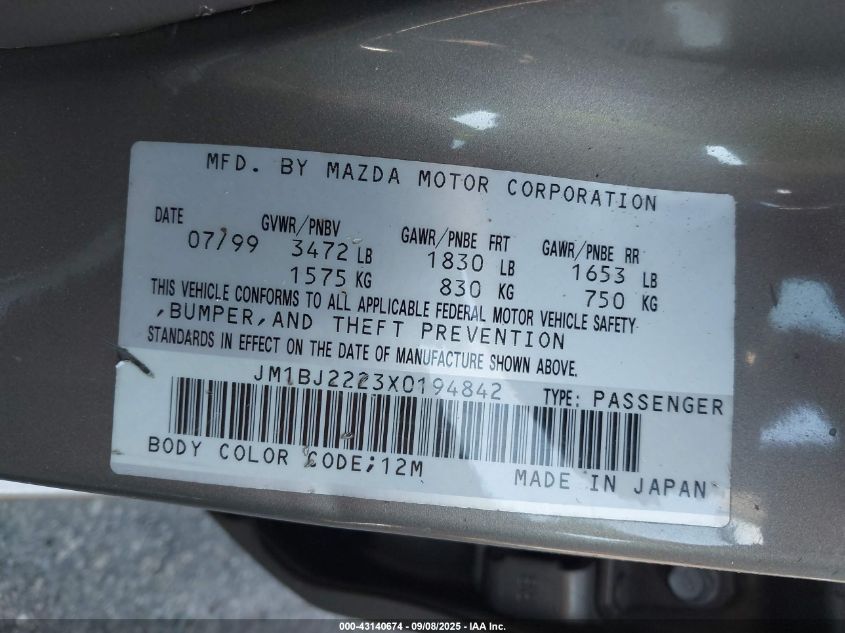 MFD. BY MAZDA MOTOR CORPORATION
DATE GVWR/PNBV GAWR/PNBE FRT GAWR/PNBE RR
07/99 3472 LB 1830 LB 1653 LB
1575 KG 830 KG 750 KG
THIS VEHICLE CONFORMS TO ALL APPLICABLE FEDERAL MOTOR VEHICLE SAFETY
,BUMPER,AND THEFT PREVENTION
STANDARDS IN EFFECT ON THE DATE OF MANUFACTURE SHOWN ABOVE.
JM1BJ2223X0194842 TYPE: PASSENGER
BODY COLOR CODE;12M
MADE IN JAPAN
000-43140674 - 09/08/2025 - IAA Inc.